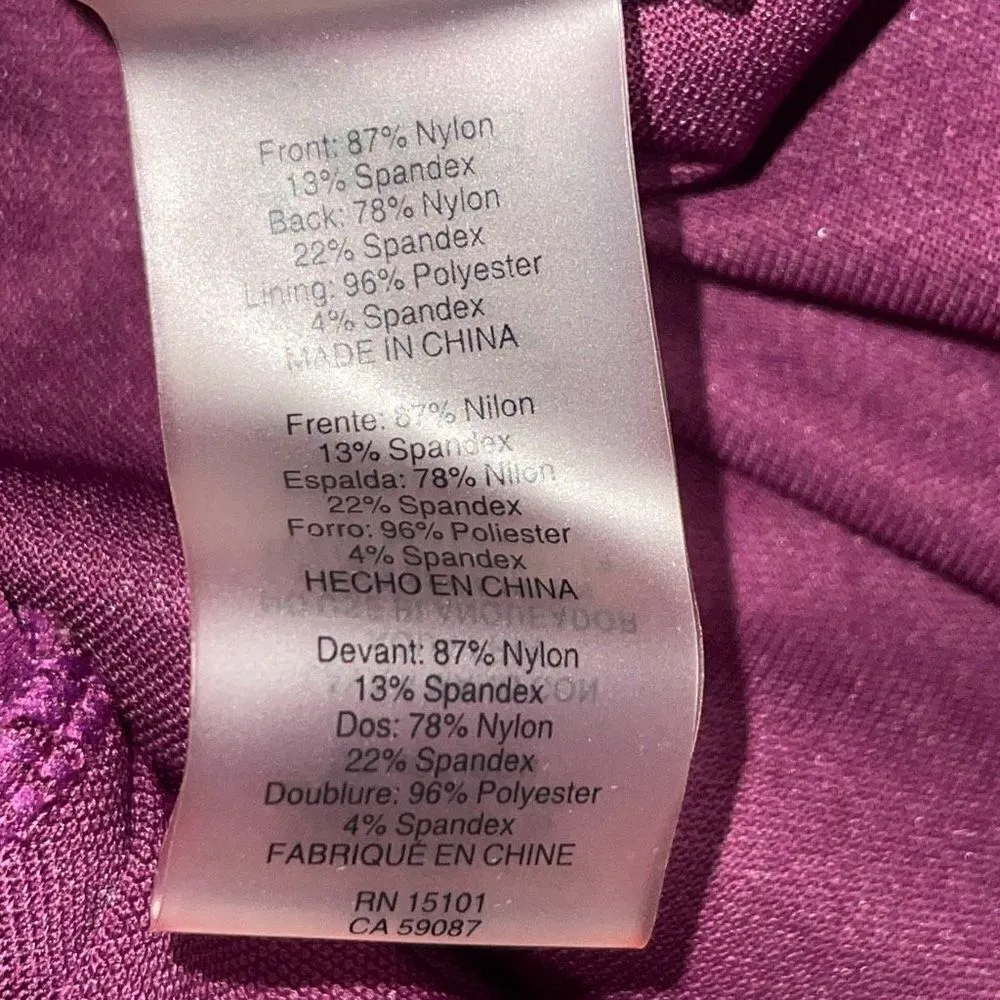 Front: 87% Nylon
13% Spandex
Back: 78% Nylon
22% Spandex
Lining: 96% Polyester
4% Spandex
MADE IN CHINA
Frente: 87% Nilon
13% Spandex
Espalda: 78% Nilon
22% Spandex
Forro: 96% Poliester
4% Spandex
HECHO EN CHINA
Devant: 87% Nylon
13% Spandex
Dos: 78% Nylon
22% Spandex
Doublure: 96% Polyester
4% Spandex
FABRIQUÉ EN CHINE
RN 15101
CA 59087